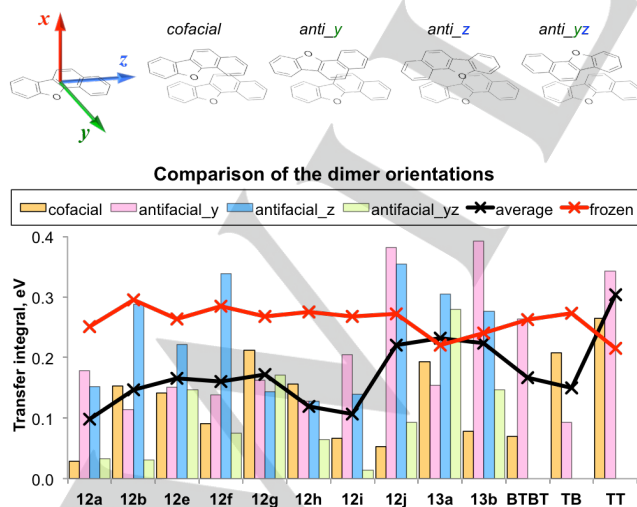 x
z
y
cofacial
anti_y
anti_z
anti_yz
Comparison of the dimer orientations
cofacial antifacial_y antifacial_z antifacial_yz average frozen
Transfer integral, eV
0.4
0.3
0.2
0.1
0.0
12a 12b 12e 12f 12g 12h 12i 12j 13a 13b BTBT TB TT